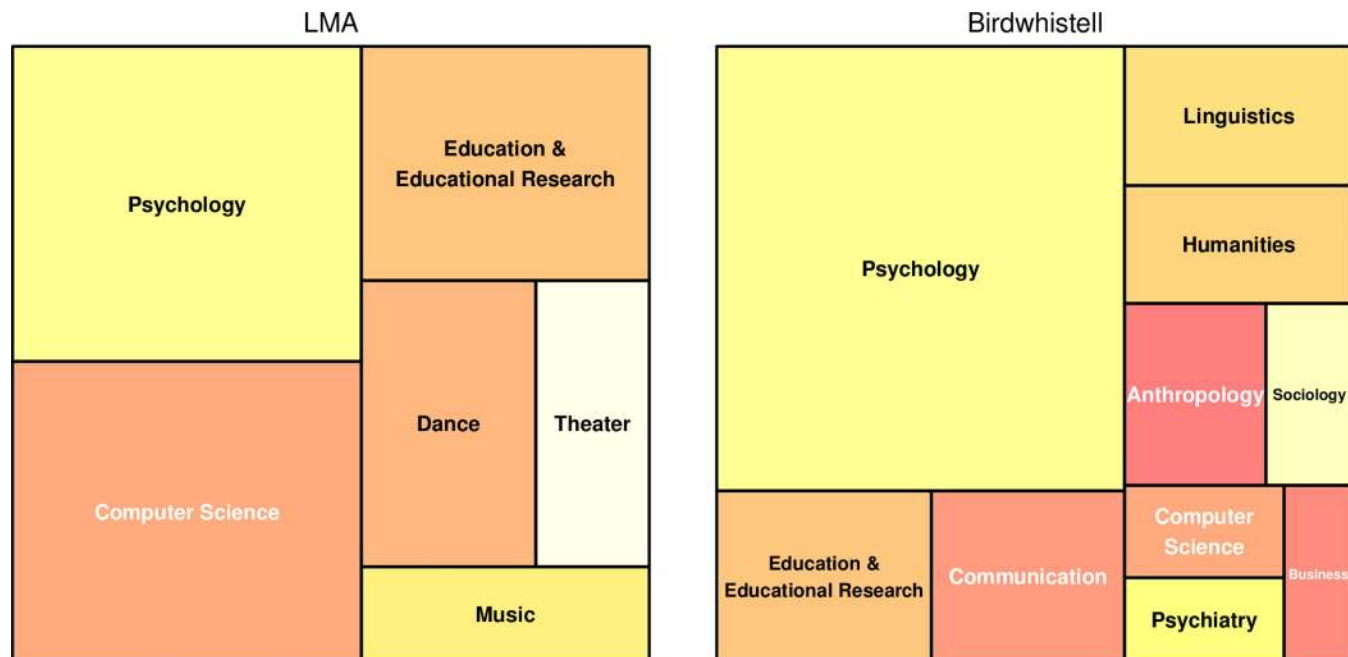 LMA
Psychology
Education &
Educational Research
Computer Science
Dance
Theater
Music
Birdwhistell
Psychology
Linguistics
Humanities
Anthropology
Sociology
Education &
Educational Research
Communication
Computer
Science
Business
Psychiatry